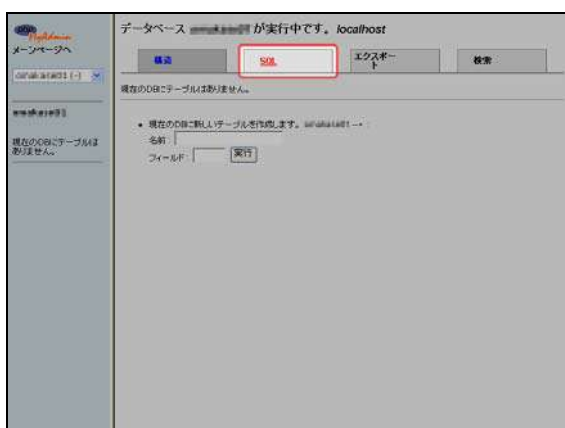 php
MyAdmin
メーンページへ
omakase01 (-)
現在のDBにテーブルは
ありません。
データベース が実行中です。 localhost
構造
SQL
エクスポー
ト
検索
現在のDBにテーブルはありません。
• 現在のDBに新しいテーブルを作成します。
名前 :
フィールド:
実行